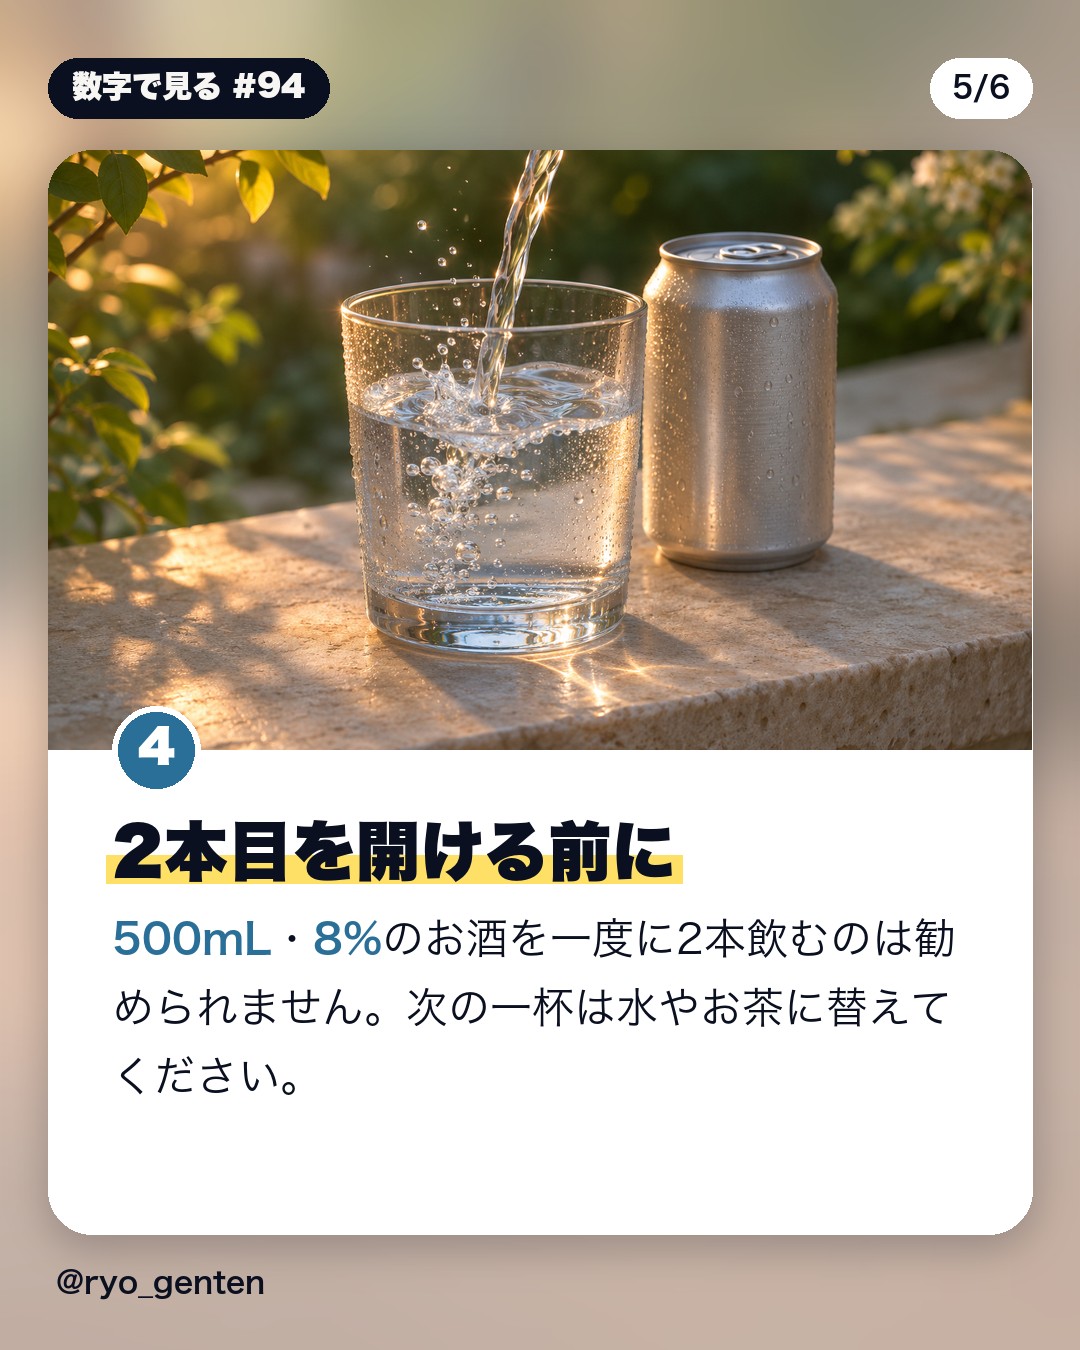 数字で見る #94
5/6
4
2本目を開ける前に
500mL・8%のお酒を一度に2本飲むのは勧
められません。次の一杯は水やお茶に替えて
ください。
@ryo_genten